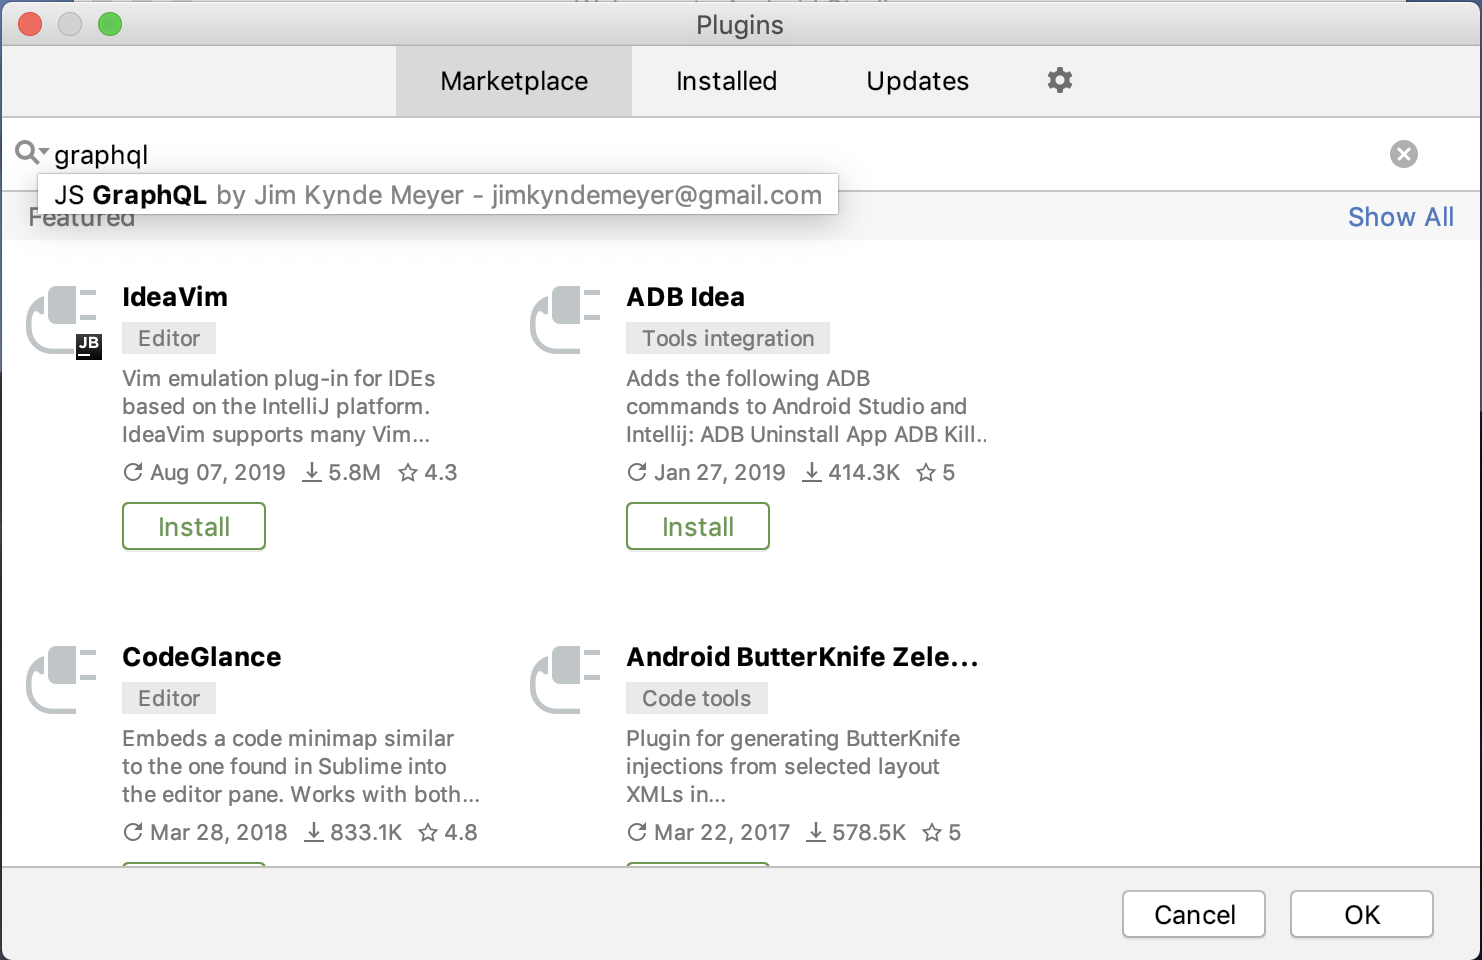 Plugins
Marketplace Installed Updates
graphql
JS GraphQL by Jim Kynde Meyer - jimkyndemeyer@gmail.com
Featured Show All
IdeaVim
Editor
Vim emulation plug-in for IDEs
based on the IntelliJ platform.
IdeaVim supports many Vim...
Aug 07, 2019 5.8M 4.3
Install
JB
ADB Idea
Tools integration
Adds the following ADB
commands to Android Studio and
Intellij: ADB Uninstall App ADB Kill..
Jan 27, 2019 414.3K 5
Install
CodeGlance
Editor
Embeds a code minimap similar
to the one found in Sublime into
the editor pane. Works with both...
Mar 28, 2018 833.1K 4.8
Android ButterKnife Zele...
Code tools
Plugin for generating ButterKnife
injections from selected layout
XMLs in...
Mar 22, 2017 578.5K 5
Cancel OK